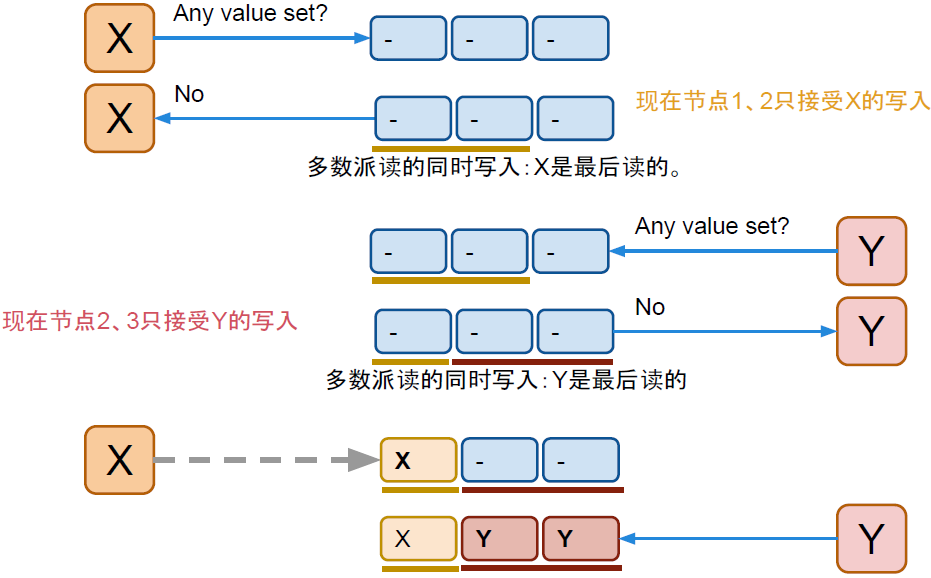 X Any value set? - - -
X No - - - 现在节点1、2只接受X的写入
多数派读的同时写入：X是最后读的。
- - - Any value set? Y
现在节点2、3只接受Y的写入 - - - No Y
多数派读的同时写入：Y是最后读的
X X - -
X Y Y Y